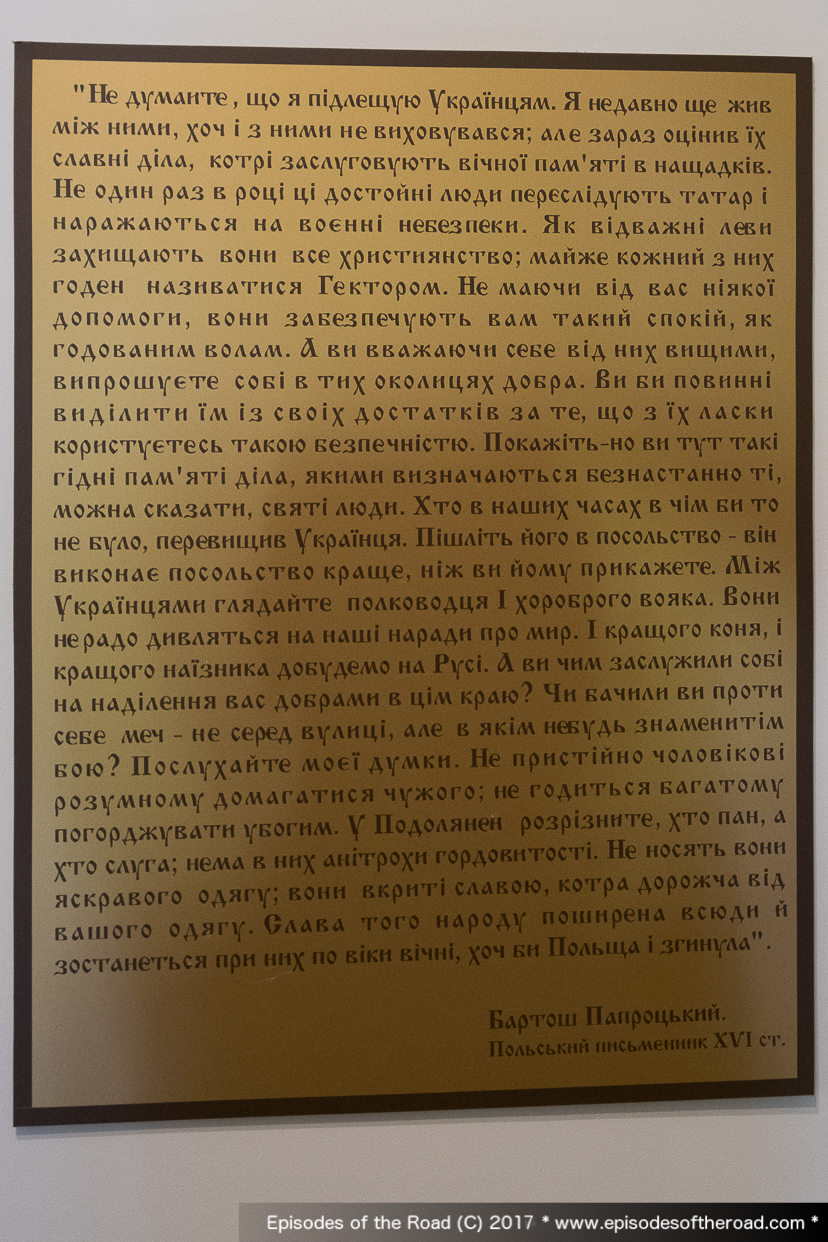 "Не думаите, що я підлещую Українцям. Я недавно ще жив
між ними, хоч і з ними не виховувався; але зараз оцінив їх
славні діла, котрі заслуговують вічної пам'яті в нащадків.
Не один раз в році ці достойні люди переслідують татар і
наражаються на воєнні небезпеки. Як відважні леви
захищають вони все християнство; майже кожний з них
годен називатися Гектором. Не маючи від вас ніякої
допомоги, вони забезпечують вам такий спокій, як
годованим волам. А ви вважаючи себе від них вищими,
випрошуєте собі в тих околицях добра. Ви би повинні
виділити їм із своїх достатків за те, що з їх ласки
користуєтесь такою безпечністю. Покажіть-но ви тут такі
гідні пам'яті діла, якими визначаються безнастанно ті,
можна сказати, святі люди. Хто в наших часах в чім би то
не було, перевищив Українця. Пішліть його в посольство - він
виконає посольство краще, ніж ви йому прикажете. Між
Українцями глядайте полководця І хороброго вояка. Вони
нерадо дивляться на наші наради про мир. І кращого коня, і
кращого наїзника добудемо на Русі. А ви чим заслужили собі
на наділення вас добрами в цім краю? Чи бачили ви проти
себе меч - не серед вулиці, але в якім небудь знаменитім
бою? Послухайте моєї думки. Не пристійно чоловікові
розумному домагатися чужого; не годиться багатому
погорджувати убогим. У Подолянен розрізните, хто пан, а
хто слуга; нема в них анітрохи гордовитості. Не носять вони
яскравого одягу; вони вкриті славою, котра дорожча від
вашого одягу. Слава того народу поширена всюди й
зостанеться при них по віки вічні, хоч би Польща і згинула".
Бартош Папроцький.
Польський письменник XVI ст.
Episodes of the Road (C) 2017 * www.episodesoftheroad.com *